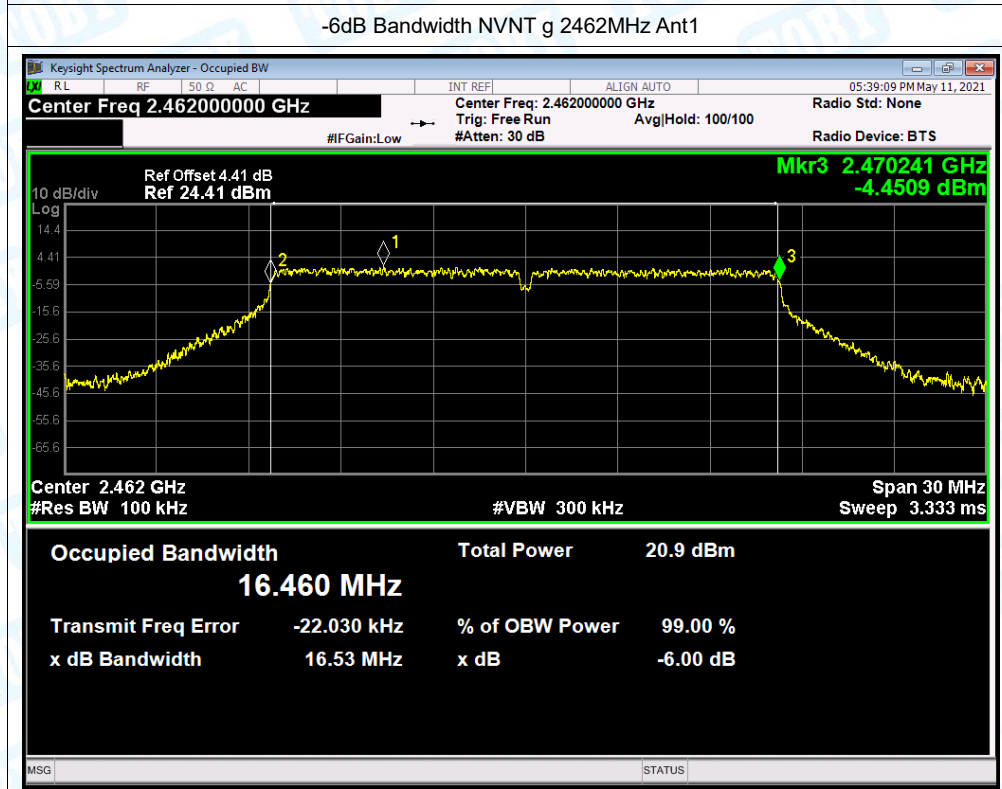 -6dB Bandwidth NVNT g 2462MHz Ant1
Keysight Spectrum Analyzer - Occupied BW
LXI RL RF 50 Ω AC INT REF ALIGN AUTO 05:39:09 PM May 11, 2021
Center Freq 2.462000000 GHz Center Freq: 2.462000000 GHz Radio Std: None
Trig: Free Run Avg|Hold: 100/100
#IFGain:Low #Atten: 30 dB Radio Device: BTS
Mkr3 2.470241 GHz
Ref Offset 4.41 dB
10 dB/div Ref 24.41 dBm -4.4509 dBm
Log
14.4
1
4.41
2
3
-5.59
-15.6
-25.6
-35.6
-45.6
-55.6
-65.6
Center 2.462 GHz Span 30 MHz
#Res BW 100 kHz #VBW 300 kHz Sweep 3.333 ms
Occupied Bandwidth Total Power 20.9 dBm
16.460 MHz
Transmit Freq Error -22.030 kHz % of OBW Power 99.00 %
x dB Bandwidth 16.53 MHz x dB -6.00 dB
MSG STATUS